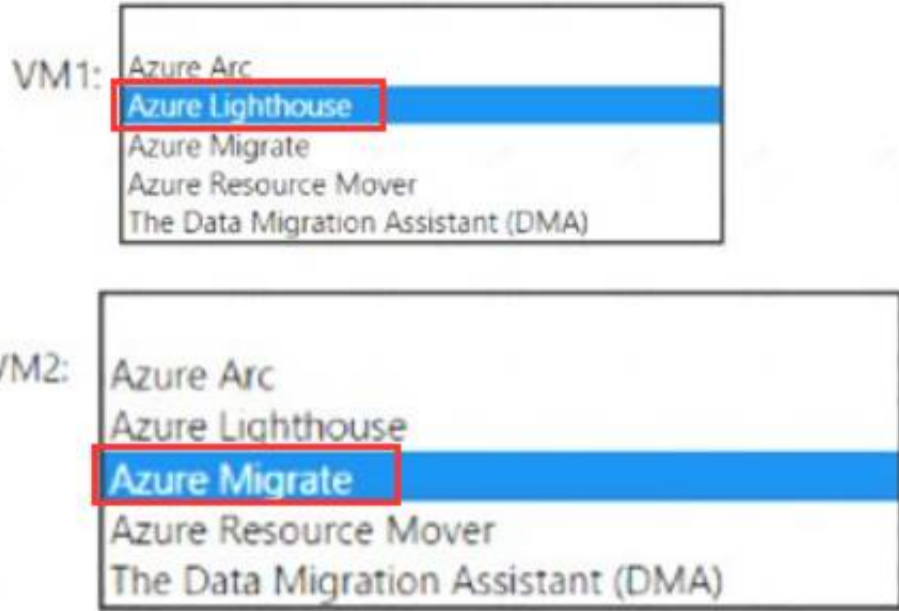 VM1:
Azure Arc
Azure Lighthouse
Azure Migrate
Azure Resource Mover
The Data Migration Assistant (DMA)
VM2:
Azure Arc
Azure Lighthouse
Azure Migrate
Azure Resource Mover
The Data Migration Assistant (DMA)